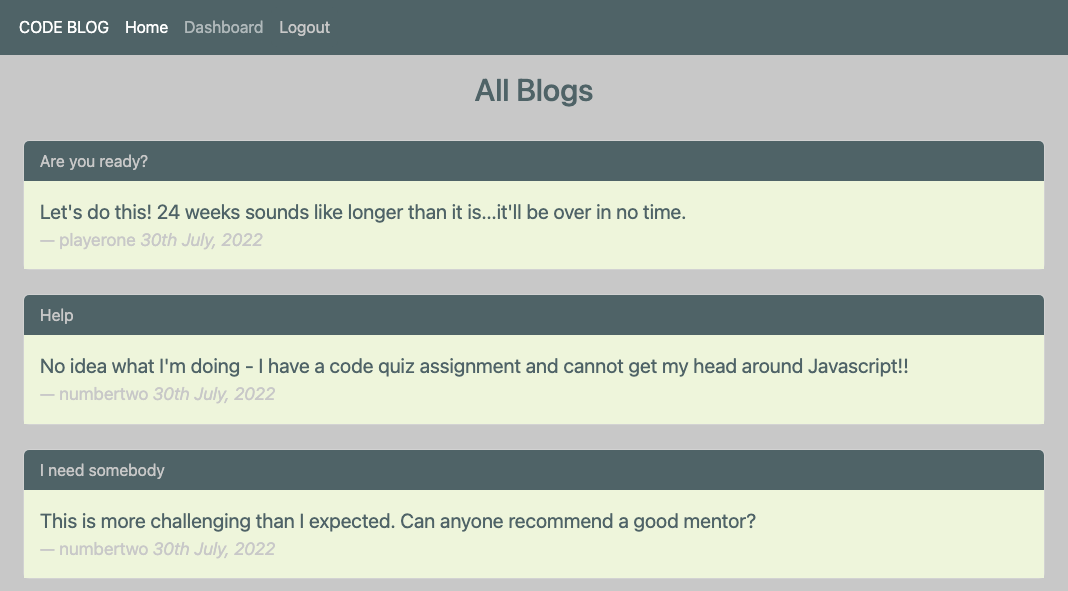 CODE BLOG Home Dashboard Logout
All Blogs
Are you ready?
Let's do this! 24 weeks sounds like longer than it is...it'll be over in no time.
— playerone 30th July, 2022
Help
No idea what I'm doing - I have a code quiz assignment and cannot get my head around Javascript!!
— numbertwo 30th July, 2022
I need somebody
This is more challenging than I expected. Can anyone recommend a good mentor?
— numbertwo 30th July, 2022